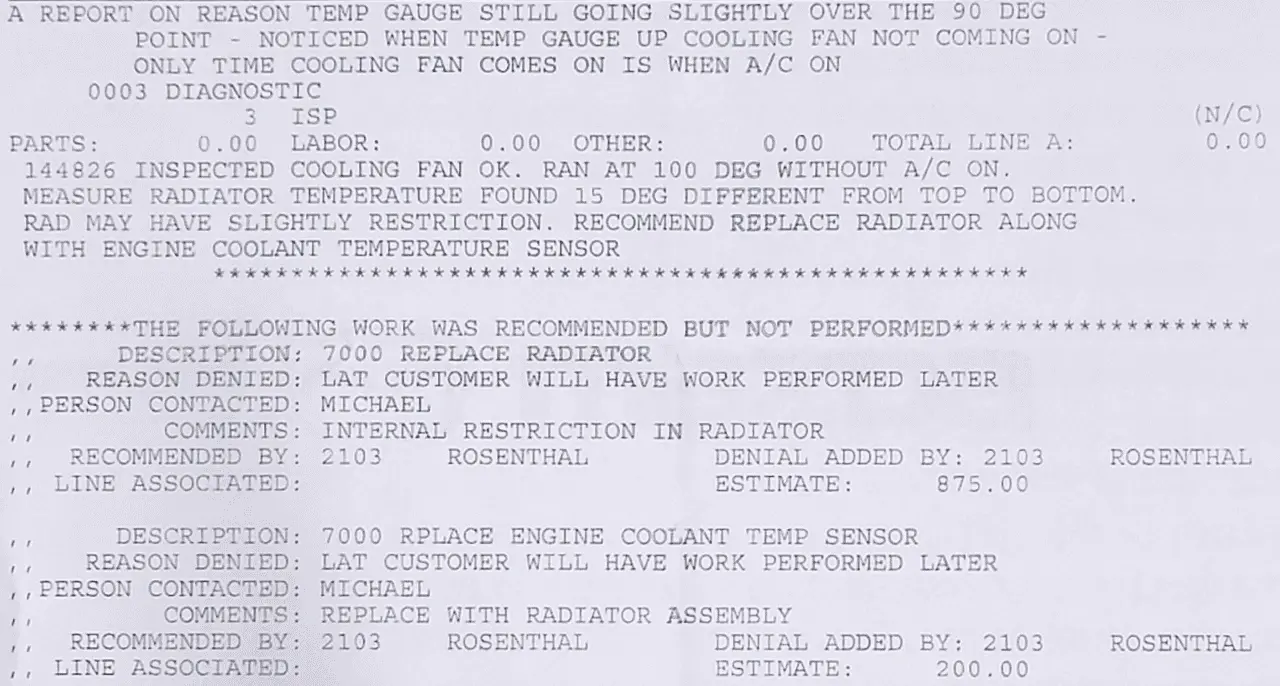 A REPORT ON REASON TEMP GAUGE STILL GOING SLIGHTLY OVER THE 90 DEG
POINT - NOTICED WHEN TEMP GAUGE UP COOLING FAN NOT COMING ON -
ONLY TIME COOLING FAN COMES ON IS WHEN A/C ON
0003 DIAGNOSTIC
3 ISP (N/C)
PARTS: 0.00 LABOR: 0.00 OTHER: 0.00 TOTAL LINE A: 0.00
144826 INSPECTED COOLING FAN OK. RAN AT 100 DEG WITHOUT A/C ON.
MEASURE RADIATOR TEMPERATURE FOUND 15 DEG DIFFERENT FROM TOP TO BOTTOM.
RAD MAY HAVE SLIGHTLY RESTRICTION. RECOMMEND REPLACE RADIATOR ALONG
WITH ENGINE COOLANT TEMPERATURE SENSOR
*****************************************************
********THE FOLLOWING WORK WAS RECOMMENDED BUT NOT PERFORMED*******************
,, DESCRIPTION: 7000 REPLACE RADIATOR
,, REASON DENIED: LAT CUSTOMER WILL HAVE WORK PERFORMED LATER
,,PERSON CONTACTED: MICHAEL
,, COMMENTS: INTERNAL RESTRICTION IN RADIATOR
,, RECOMMENDED BY: 2103 ROSENTHAL DENIAL ADDED BY: 2103 ROSENTHAL
,, LINE ASSOCIATED: ESTIMATE: 875.00
,, DESCRIPTION: 7000 RPLACE ENGINE COOLANT TEMP SENSOR
,, REASON DENIED: LAT CUSTOMER WILL HAVE WORK PERFORMED LATER
,,PERSON CONTACTED: MICHAEL
,, COMMENTS: REPLACE WITH RADIATOR ASSEMBLY
,, RECOMMENDED BY: 2103 ROSENTHAL DENIAL ADDED BY: 2103 ROSENTHAL
,, LINE ASSOCIATED: ESTIMATE: 200.00